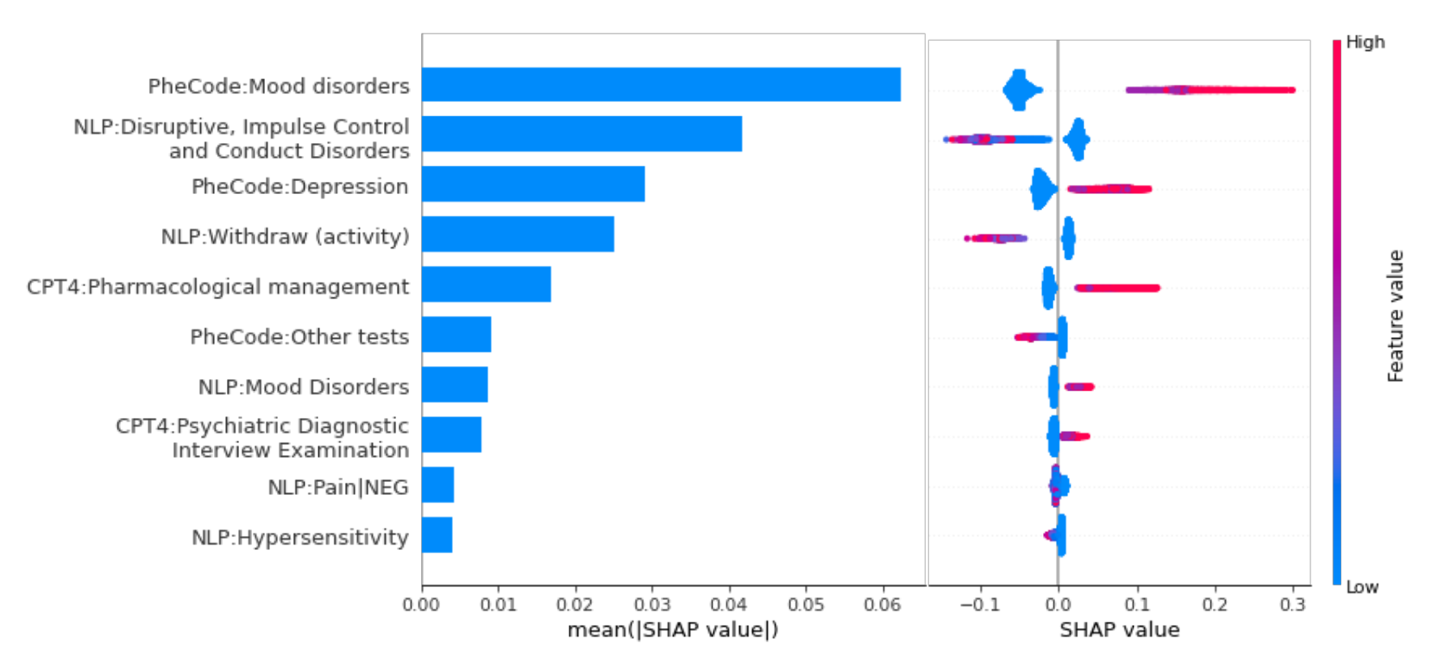 PheCode:Mood disorders
NLP:Disruptive, Impulse Control
and Conduct Disorders
PheCode:Depression
NLP:Withdraw (activity)
CPT4:Pharmacological management
PheCode:Other tests
NLP:Mood Disorders
CPT4:Psychiatric Diagnostic
Interview Examination
NLP:Pain|NEG
NLP:Hypersensitivity
0.00 0.01 0.02 0.03 0.04 0.05 0.06
mean(|SHAP value|)
−0.1 0.0 0.1 0.2 0.3
SHAP value
High
Feature value
Low